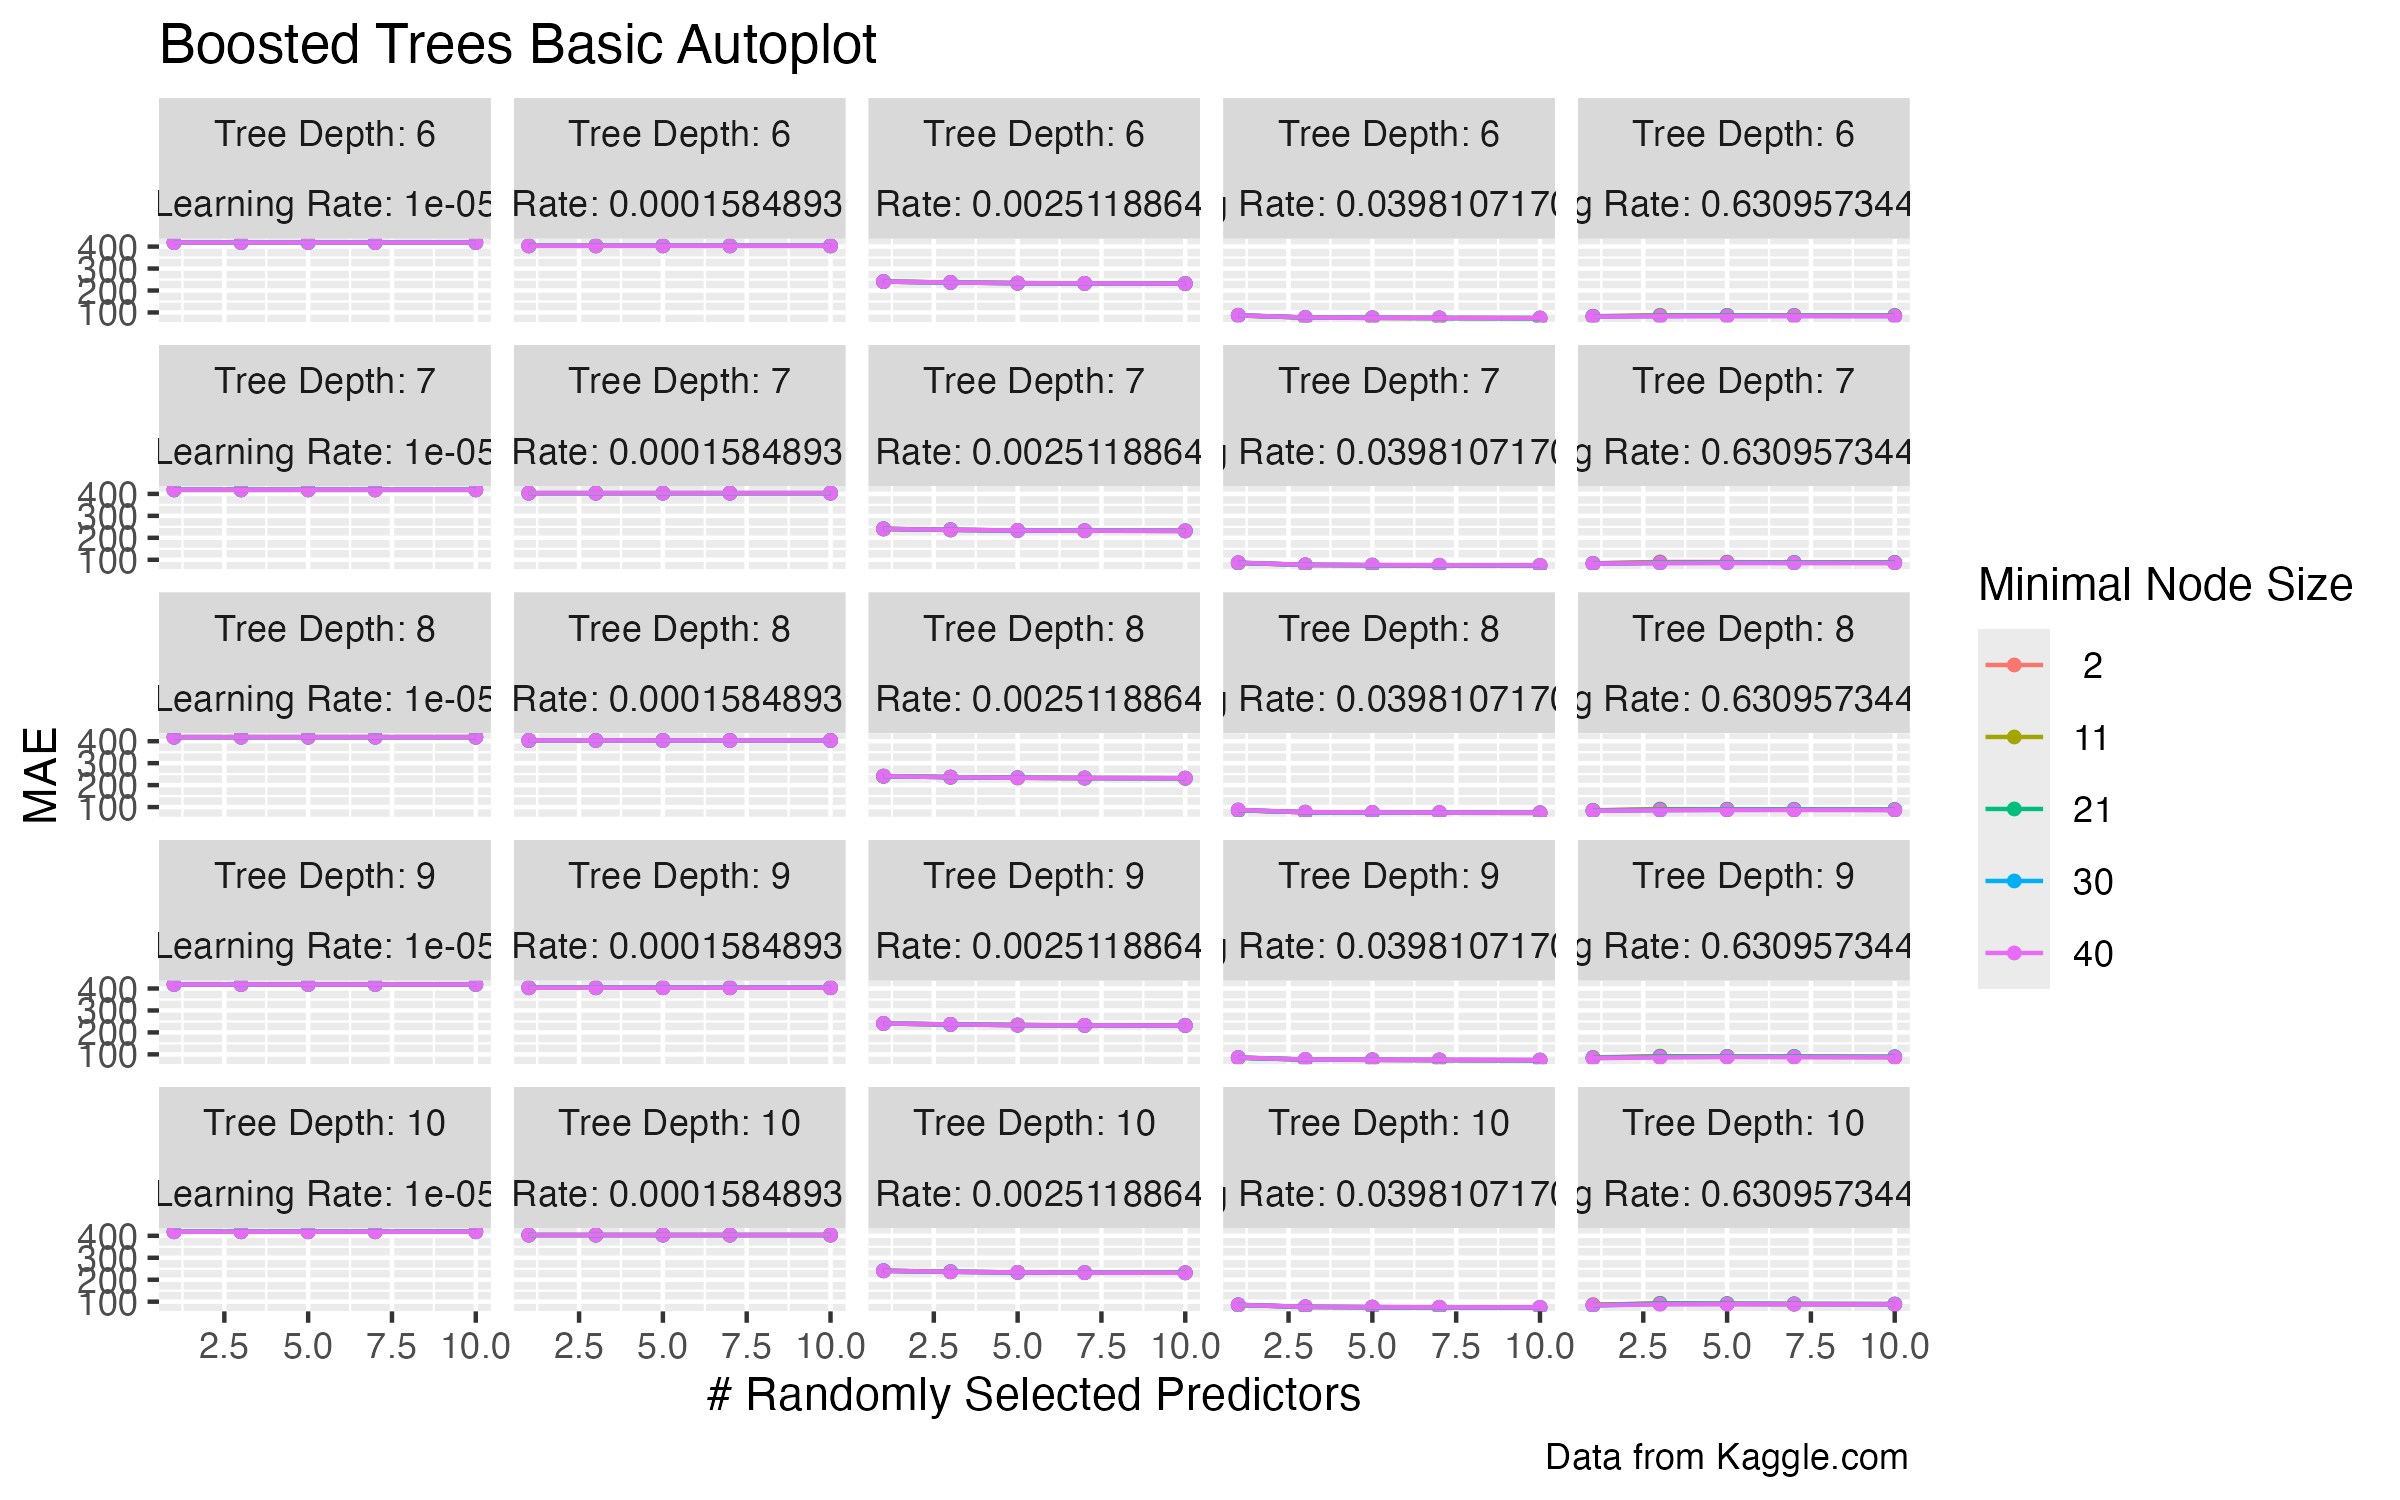 Boosted Trees Basic Autoplot
Tree Depth: 6 Tree Depth: 6 Tree Depth: 6 Tree Depth: 6 Tree Depth: 6
Learning Rate: 1e-05 Rate: 0.0001584893 Rate: 0.0025118864 g Rate: 0.0398107170 g Rate: 0.630957344
400
300
200
100
Tree Depth: 7 Tree Depth: 7 Tree Depth: 7 Tree Depth: 7 Tree Depth: 7
Learning Rate: 1e-05 Rate: 0.0001584893 Rate: 0.0025118864 g Rate: 0.0398107170 g Rate: 0.630957344
400
300
200
100
Tree Depth: 8 Tree Depth: 8 Tree Depth: 8 Tree Depth: 8 Tree Depth: 8
Learning Rate: 1e-05 Rate: 0.0001584893 Rate: 0.0025118864 g Rate: 0.0398107170 g Rate: 0.630957344
400
300
200
100
Tree Depth: 9 Tree Depth: 9 Tree Depth: 9 Tree Depth: 9 Tree Depth: 9
Learning Rate: 1e-05 Rate: 0.0001584893 Rate: 0.0025118864 g Rate: 0.0398107170 g Rate: 0.630957344
400
300
200
100
Tree Depth: 10 Tree Depth: 10 Tree Depth: 10 Tree Depth: 10 Tree Depth: 10
Learning Rate: 1e-05 Rate: 0.0001584893 Rate: 0.0025118864 g Rate: 0.0398107170 g Rate: 0.630957344
400
300
200
100
2.5 5.0 7.5 10.0 2.5 5.0 7.5 10.0 2.5 5.0 7.5 10.0 2.5 5.0 7.5 10.0 2.5 5.0 7.5 10.0
MAE
# Randomly Selected Predictors
Minimal Node Size
2
11
21
30
40
Data from Kaggle.com